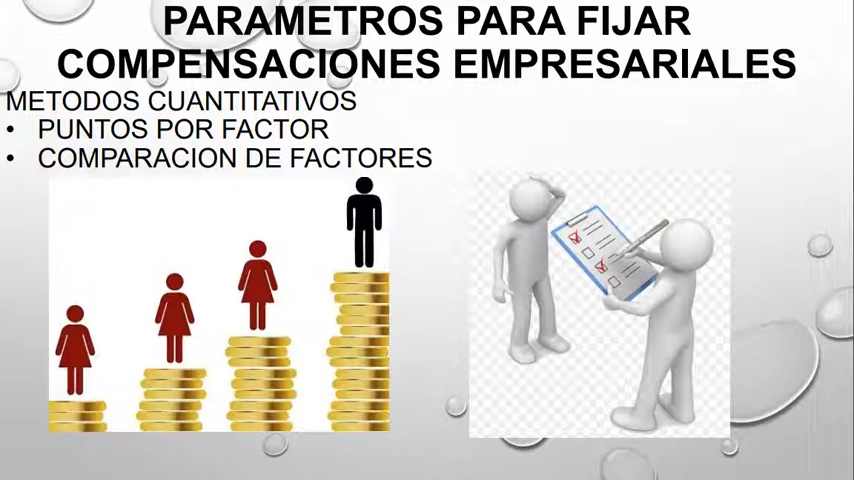 PARAMETROS PARA FIJAR
COMPENSACIONES EMPRESARIALES
METODOS CUANTITATIVOS
• PUNTOS POR FACTOR
• COMPARACION DE FACTORES